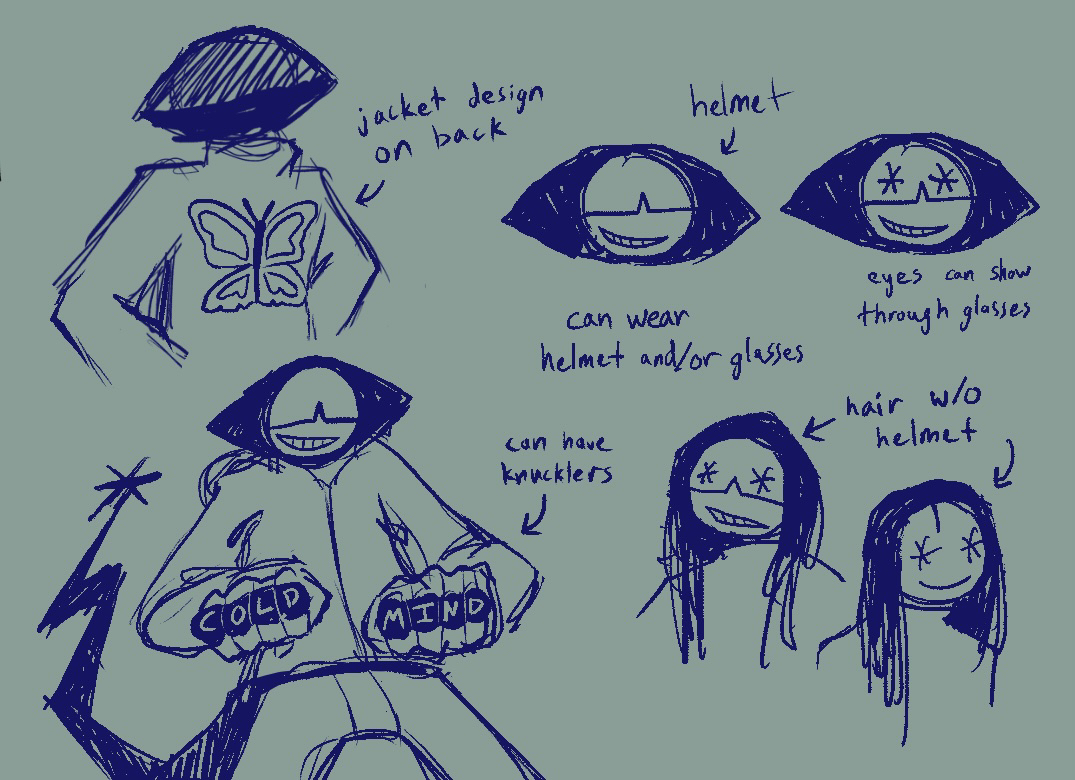 jacket design
on back
helmet
eyes can show
through glasses
can wear
helmet and/or glasses
hair w/o
helmet
can have
knucklers
COLD
MIND